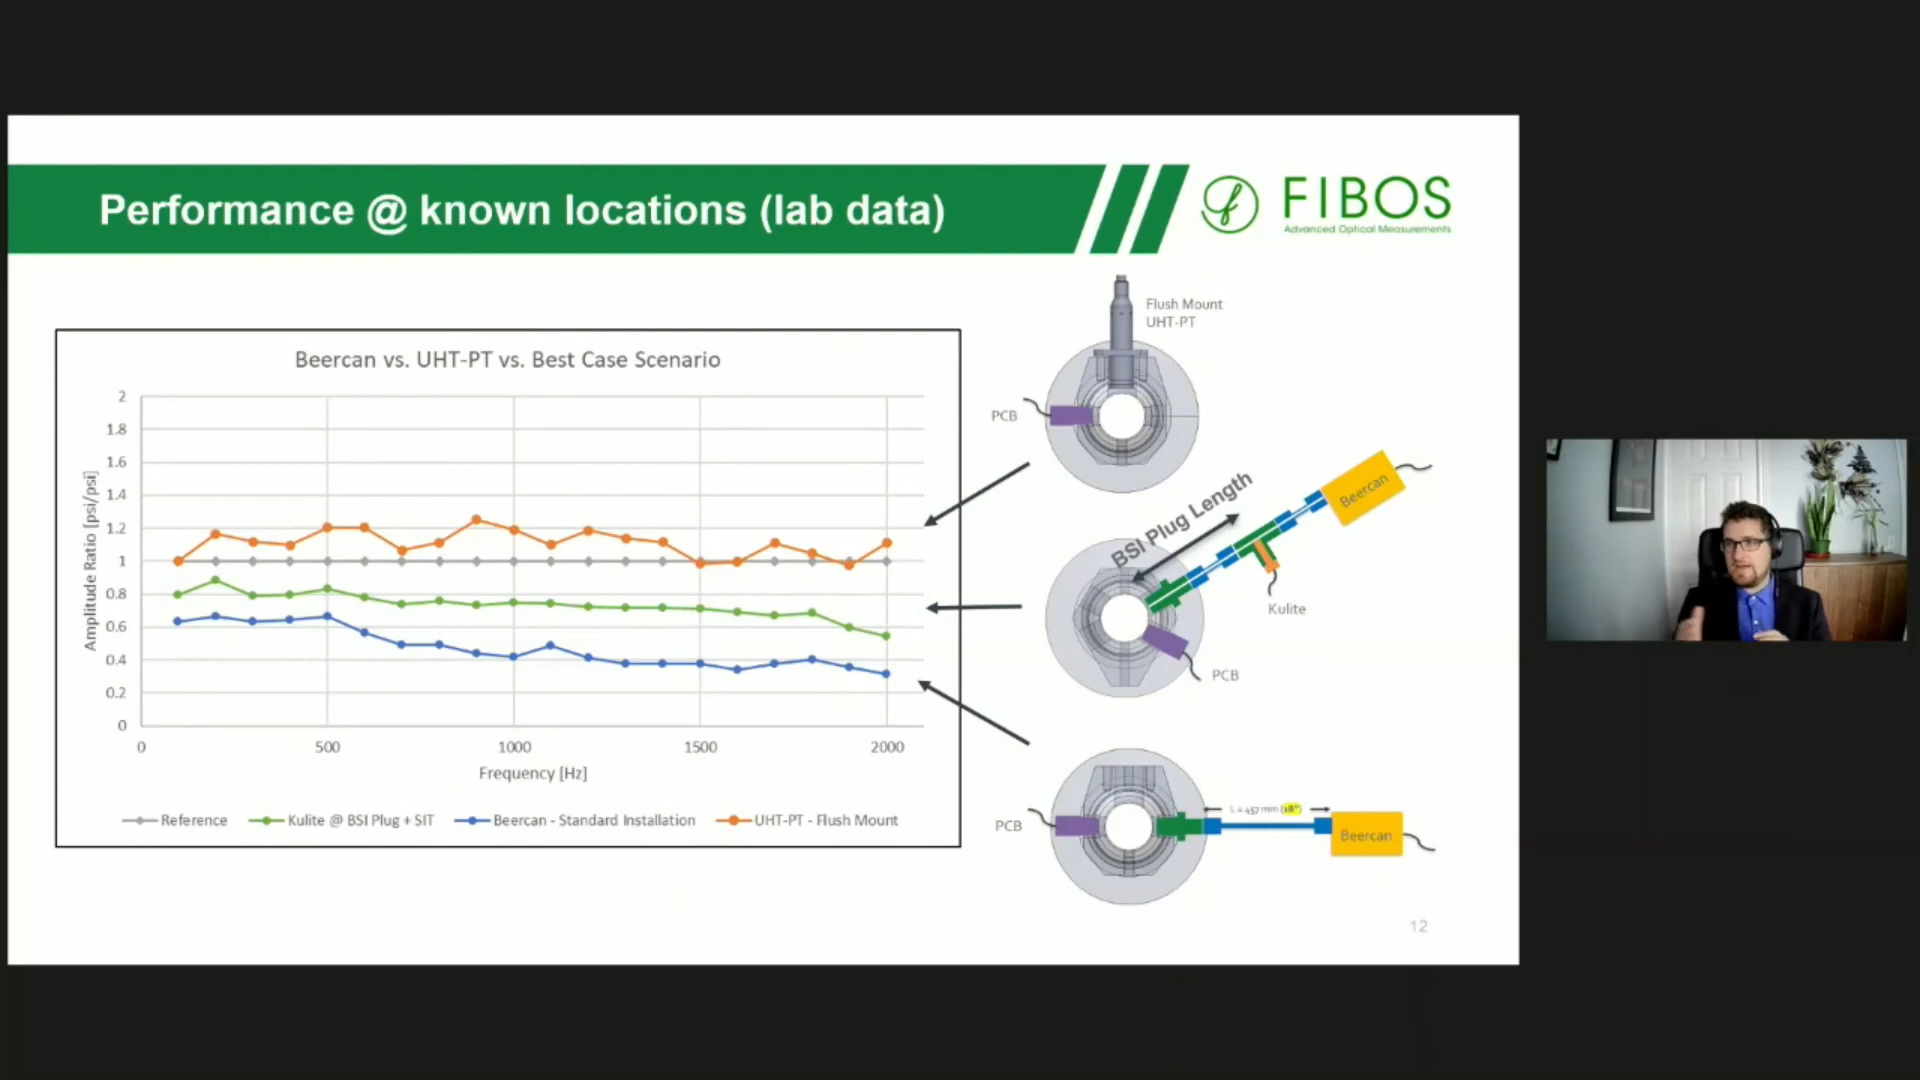 Performance @ known locations (lab data)
FIBOS
Advanced Optical Measurements
Beercan vs. UHT-PT vs. Best Case Scenario
Amplitude Ratio [psi/psi]
2
1.8
1.6
1.4
1.2
1
0.8
0.6
0.4
0.2
0
0
500
1000
1500
2000
Frequency [Hz]
Reference
Kulite @ BSI Plug + SIT
Beercan - Standard Installation
UHT-PT - Flush Mount
Flush Mount
UHT-PT
PCB
BSI Plug Length
Beercan
Kulite
PCB
PCB
L = 457 mm (18")
Beercan
12